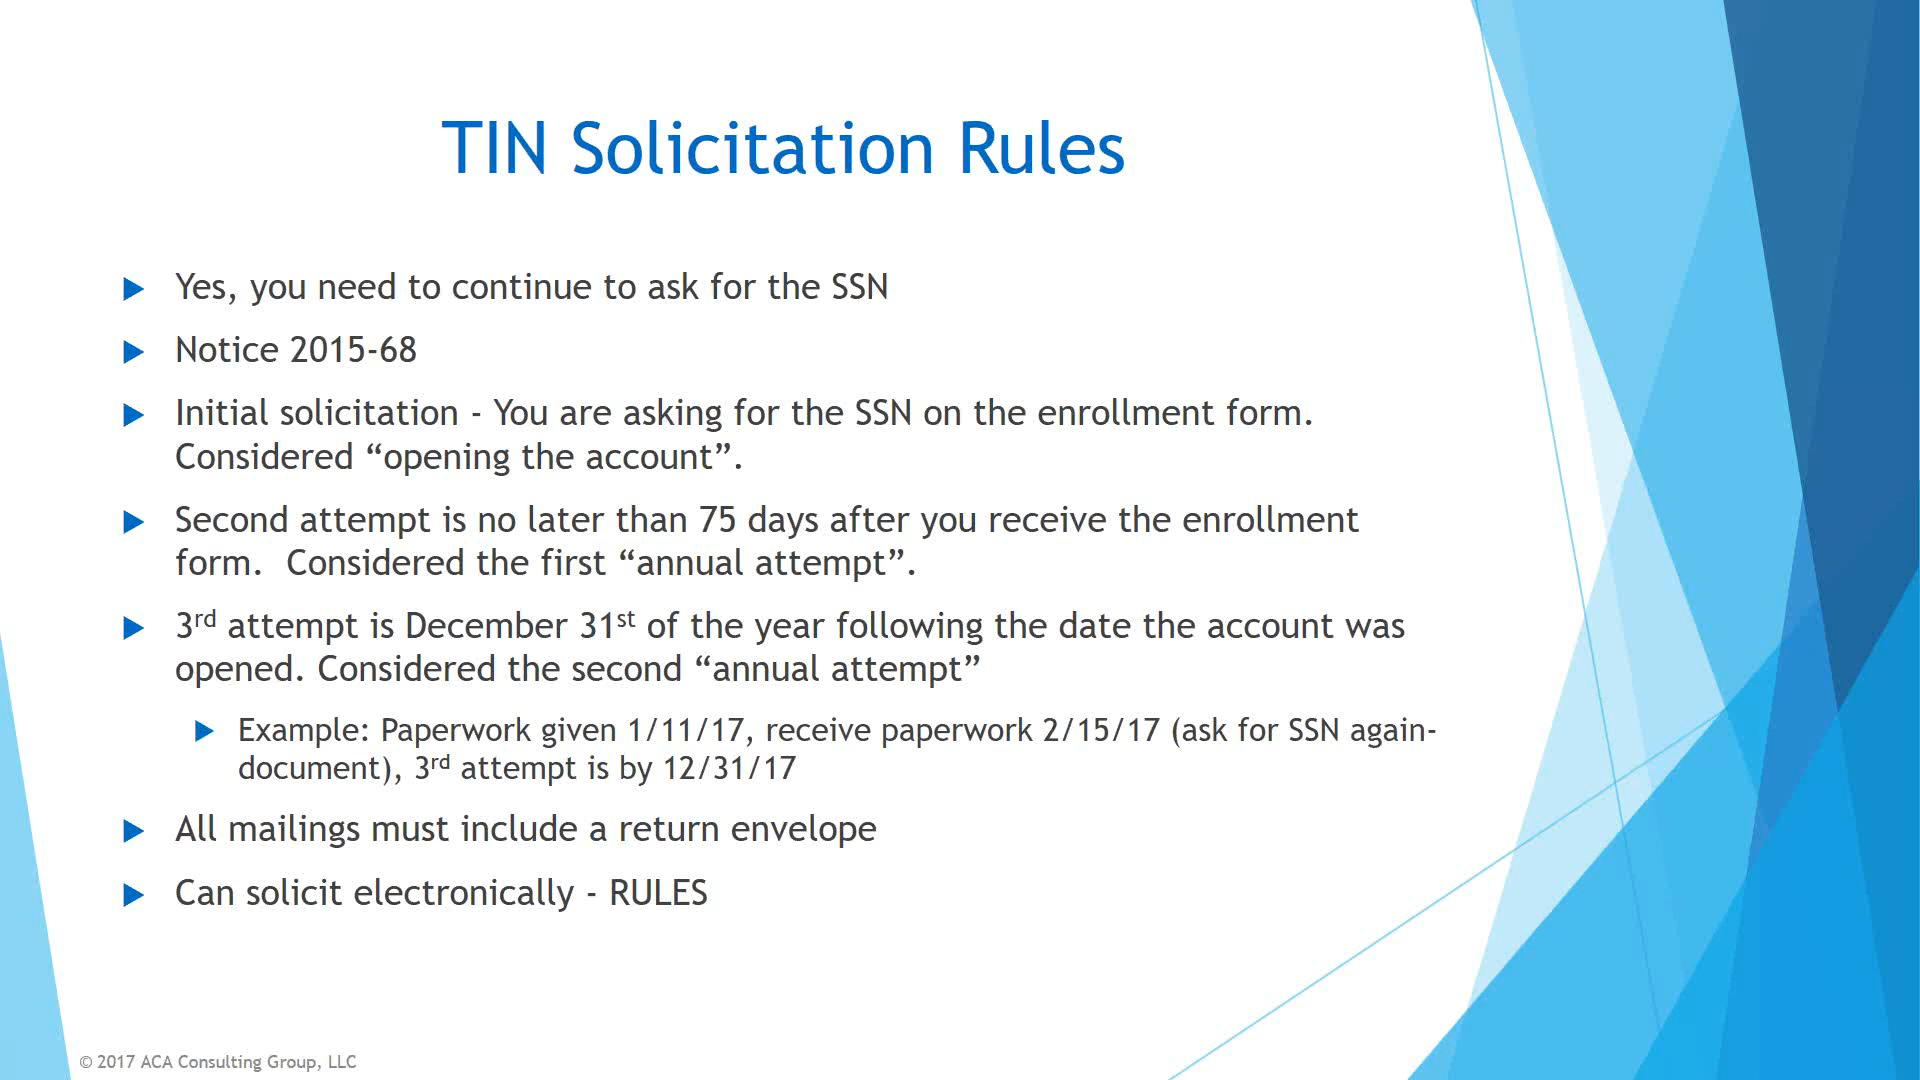 TIN Solicitation Rules
Yes, you need to continue to ask for the SSN
Notice 2015-68
Initial solicitation - You are asking for the SSN on the enrollment form.
Considered “opening the account”.
Second attempt is no later than 75 days after you receive the enrollment
form.  Considered the first “annual attempt”.
3rd attempt is December 31st of the year following the date the account was
opened. Considered the second “annual attempt”
Example: Paperwork given 1/11/17, receive paperwork 2/15/17 (ask for SSN again-
document), 3rd attempt is by 12/31/17
All mailings must include a return envelope
Can solicit electronically - RULES
© 2017 ACA Consulting Group, LLC